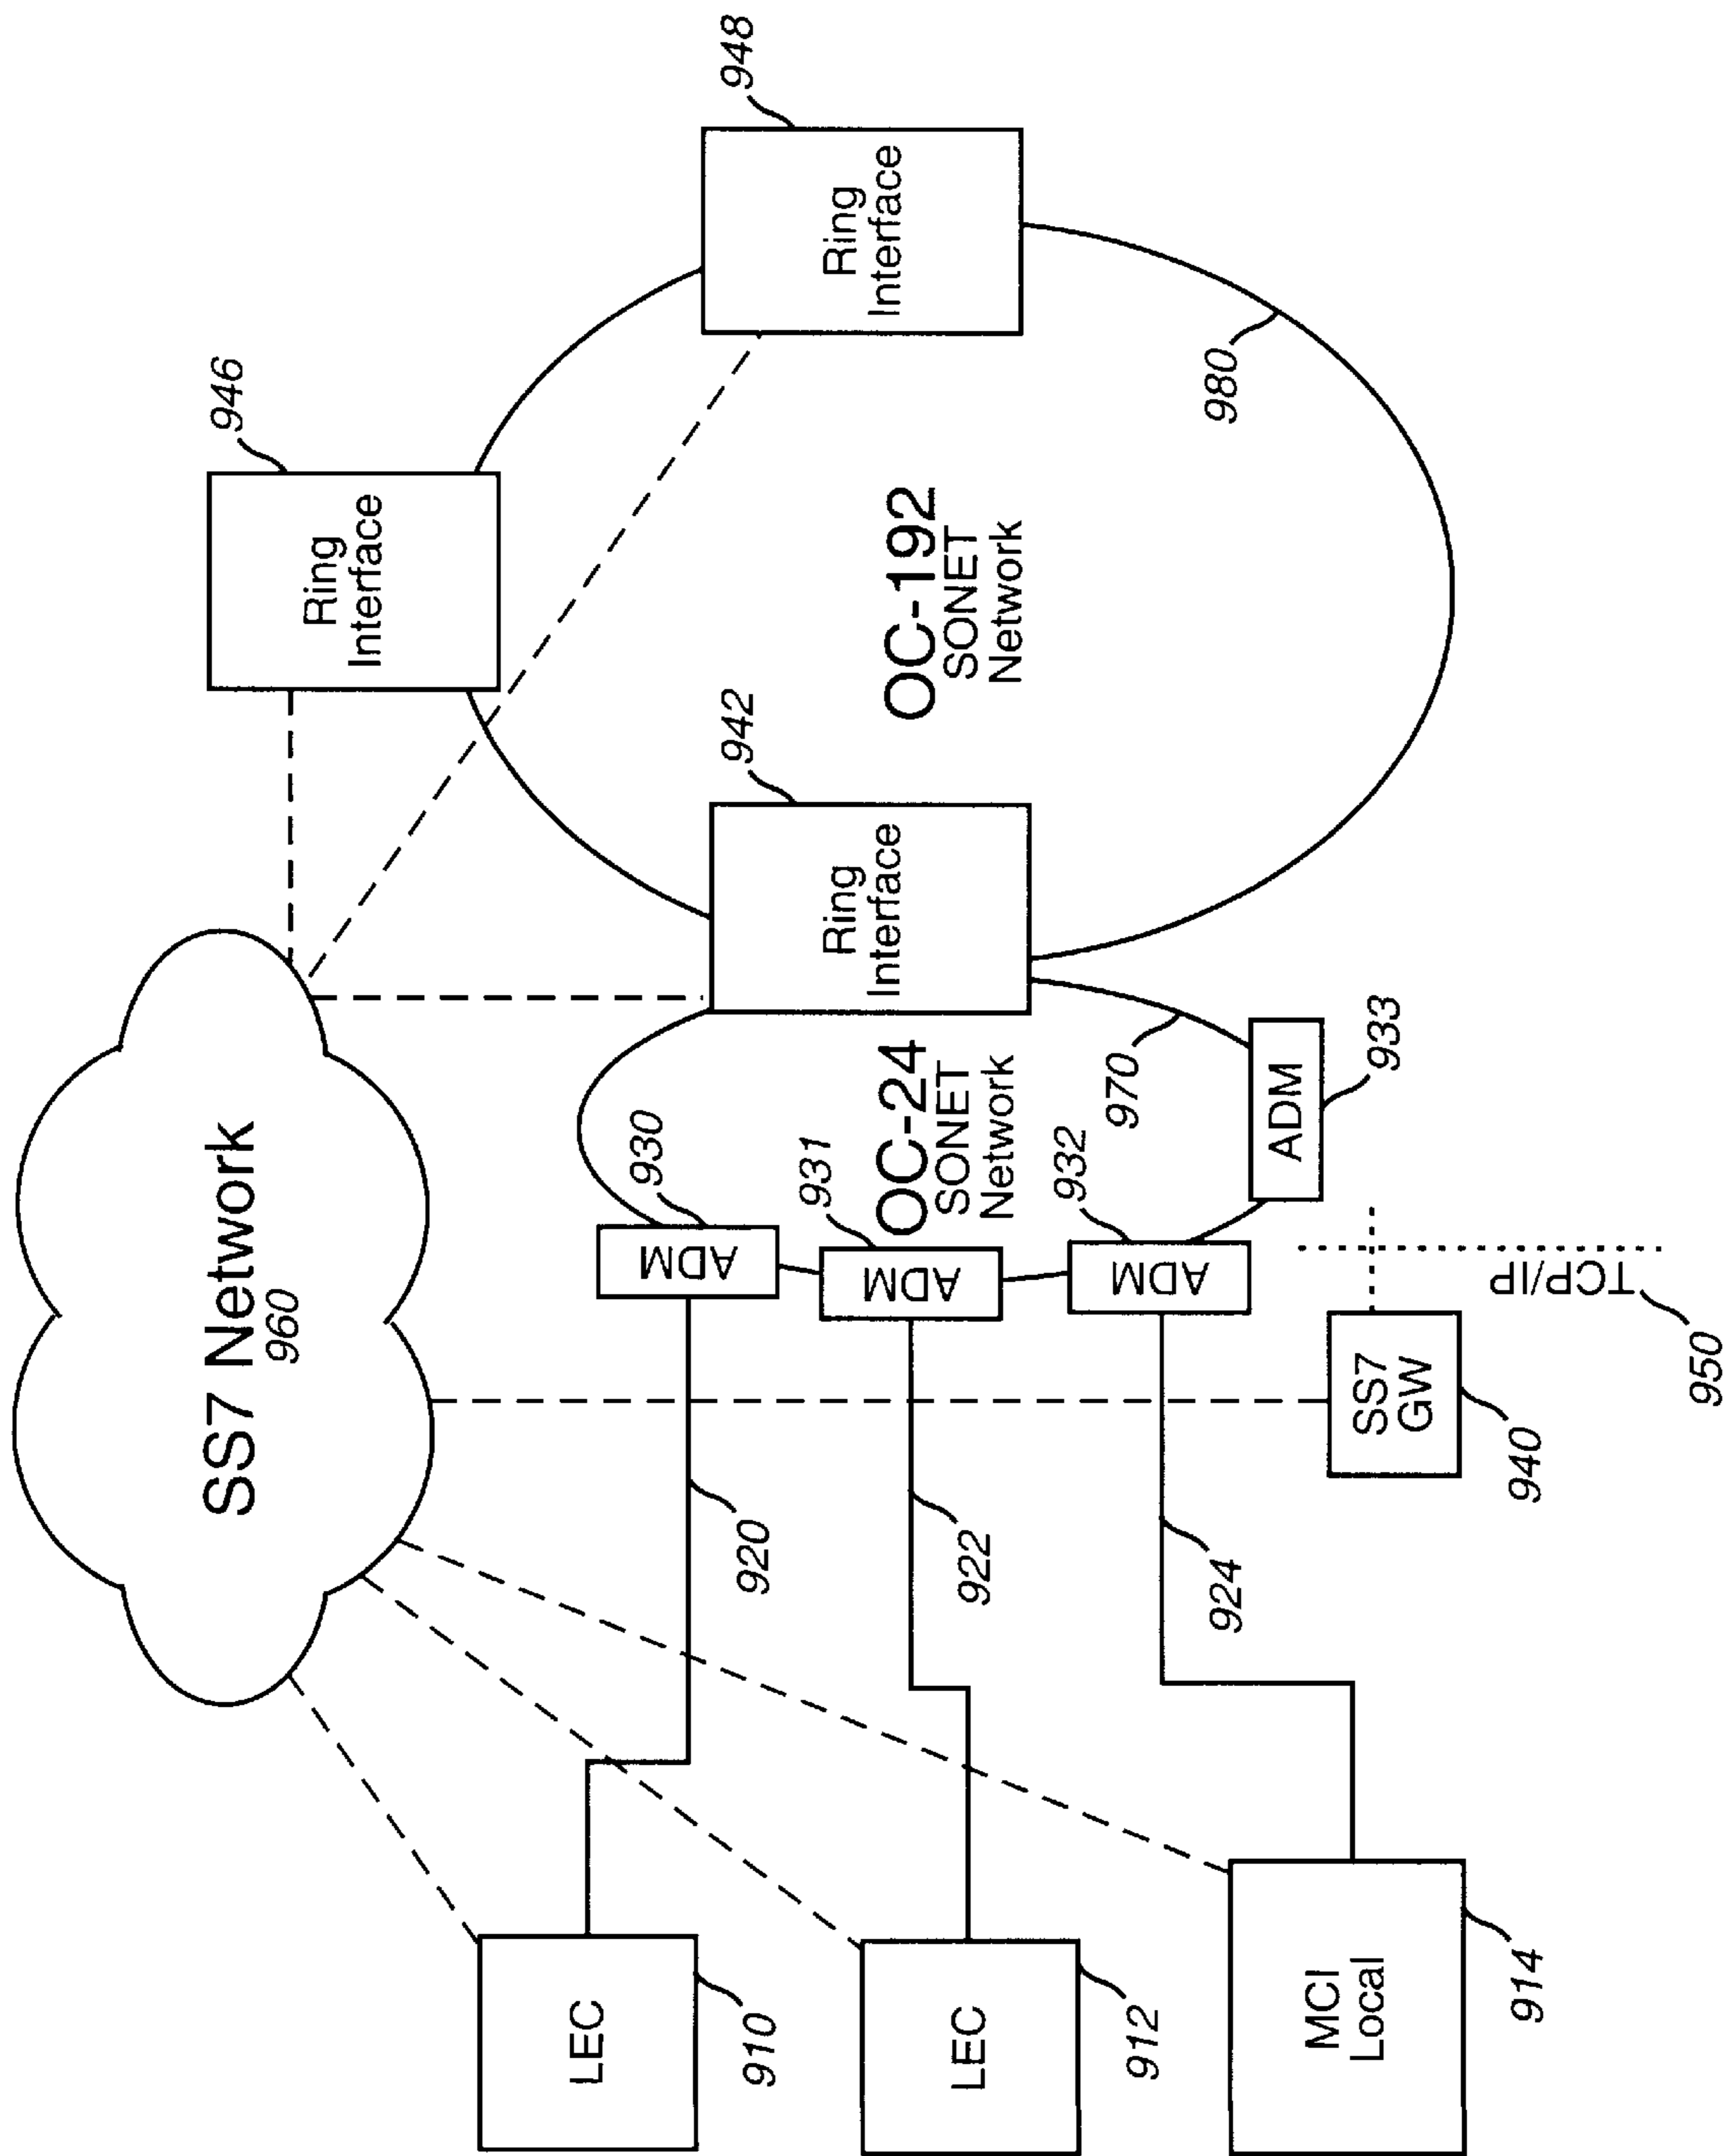 SS7 Network
960
946
Ring
Interface
948
Ring
Interface
942
Ring
Interface
OC-192
SONET
Network
980
930
ADM
931
ADM
OC-24
SONET
Network
932
ADM
970
ADM
933
920
922
924
LEC
910
LEC
912
MCI
Local
914
SS7
GW
940
TCP/IP
950